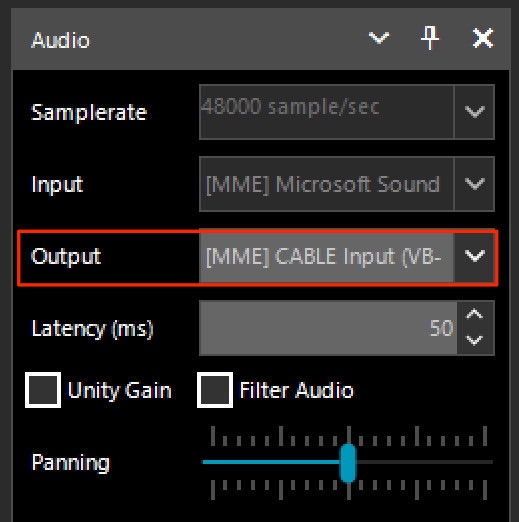 Audio
Samplerate 48000 sample/sec
Input [MME] Microsoft Sound
Output [MME] CABLE Input (VB-
Latency (ms) 50
Unity Gain Filter Audio
Panning